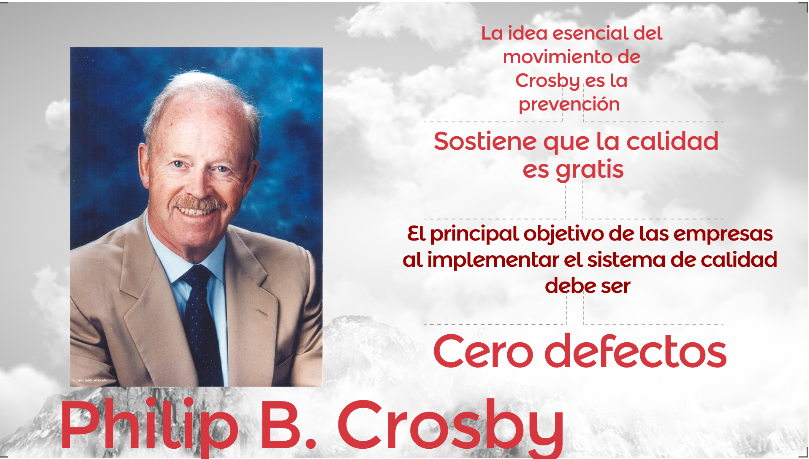 La idea esencial del
movimiento de
Crosby es la
prevención
Sostiene que la calidad
es gratis
El principal objetivo de las empresas
al implementar el sistema de calidad
debe ser
Cero defectos
Philip B. Crosby